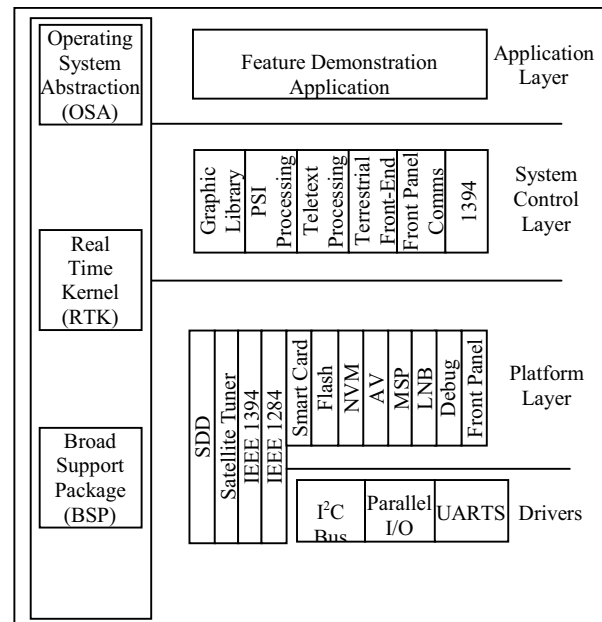 Operating
System
Abstraction
(OSA)
Feature Demonstration
Application
Application
Layer
Graphic
Library
PSI
Processing
Teletext
Processing
Terrestrial
Front-End
Front Panel
Comms
1394
System
Control
Layer
Real
Time
Kernel
(RTK)
SDD
Satellite Tuner
IEEE 1394
IEEE 1284
Smart Card
Flash
NVM
AV
MSP
LNB
Debug
Front Panel
Platform
Layer
Broad
Support
Package
(BSP)
I²C
Bus
Parallel
I/O
UARTS
Drivers